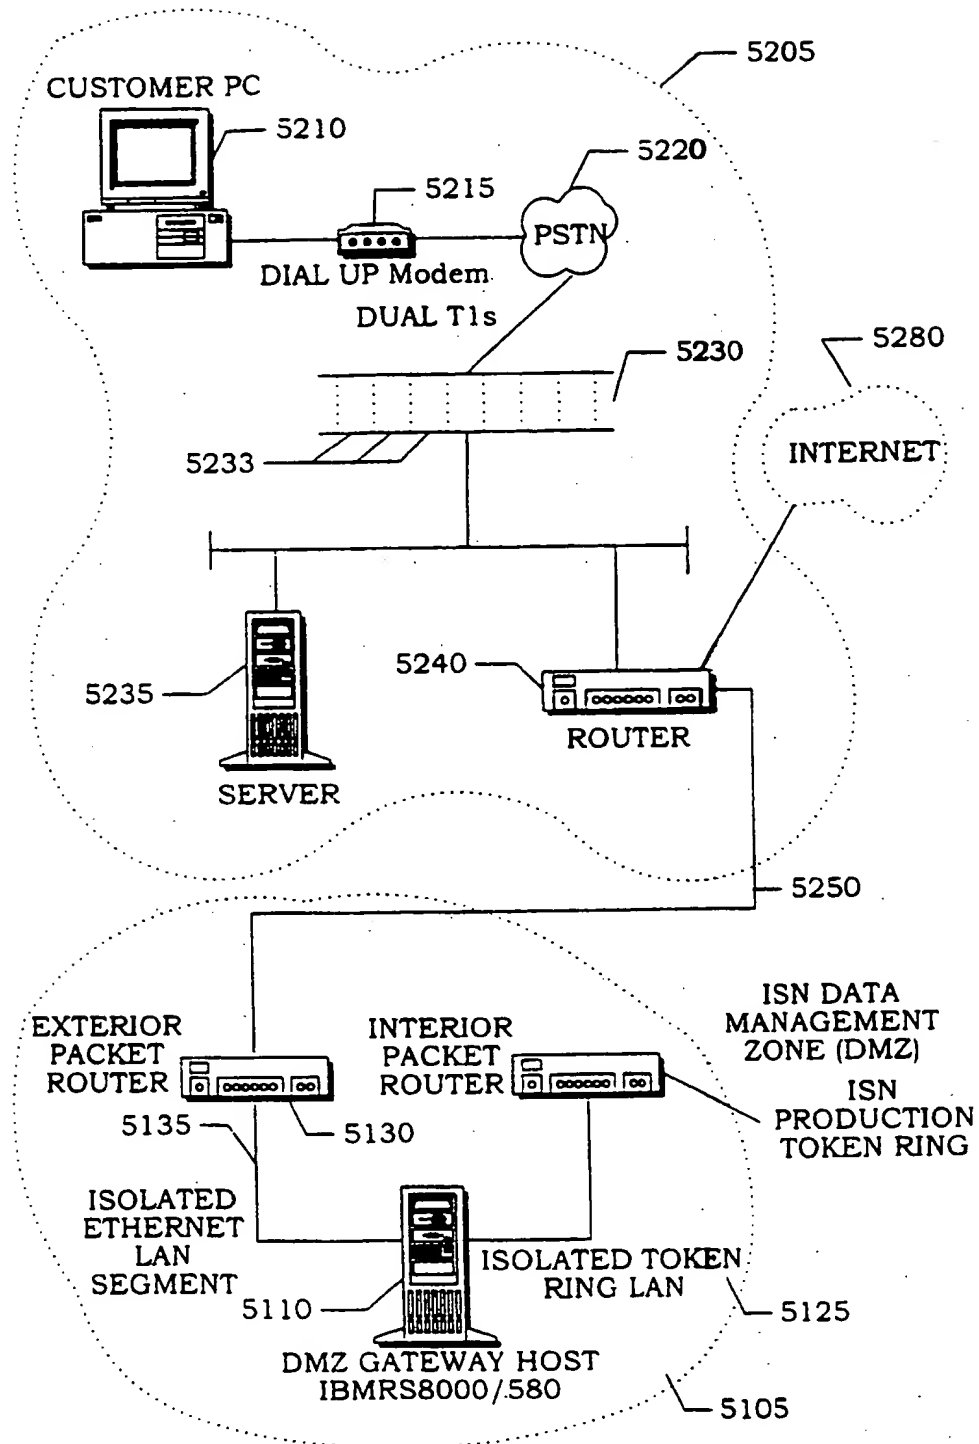 5205
CUSTOMER PC
5210
5220
5215
PSTN
DIAL UP Modem
DUAL T1s
5230
5280
5233
INTERNET
5240
5235
ROUTER
SERVER
5250
EXTERIOR
PACKET
ROUTER
INTERIOR
PACKET
ROUTER
ISN DATA
MANAGEMENT
ZONE (DMZ)
ISN
PRODUCTION
TOKEN RING
5135
5130
ISOLATED
ETHERNET
LAN
SEGMENT
ISOLATED TOKEN
RING LAN
5110
5125
DMZ GATEWAY HOST
IBMRS8000/.580
5105